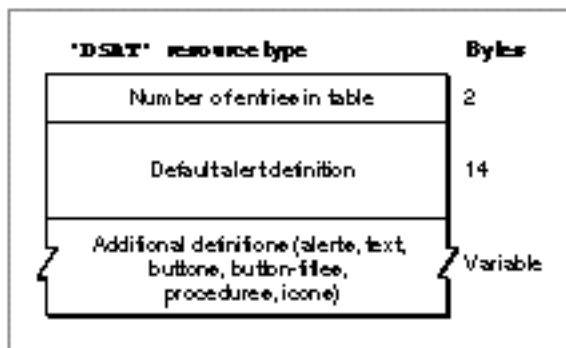 'DSAT' resource type Bytes
Number of entries in table 2
Default alert definition 14
Additional definitions (alerts, text,
buttons, button-titles,
procedures, icons) Variable